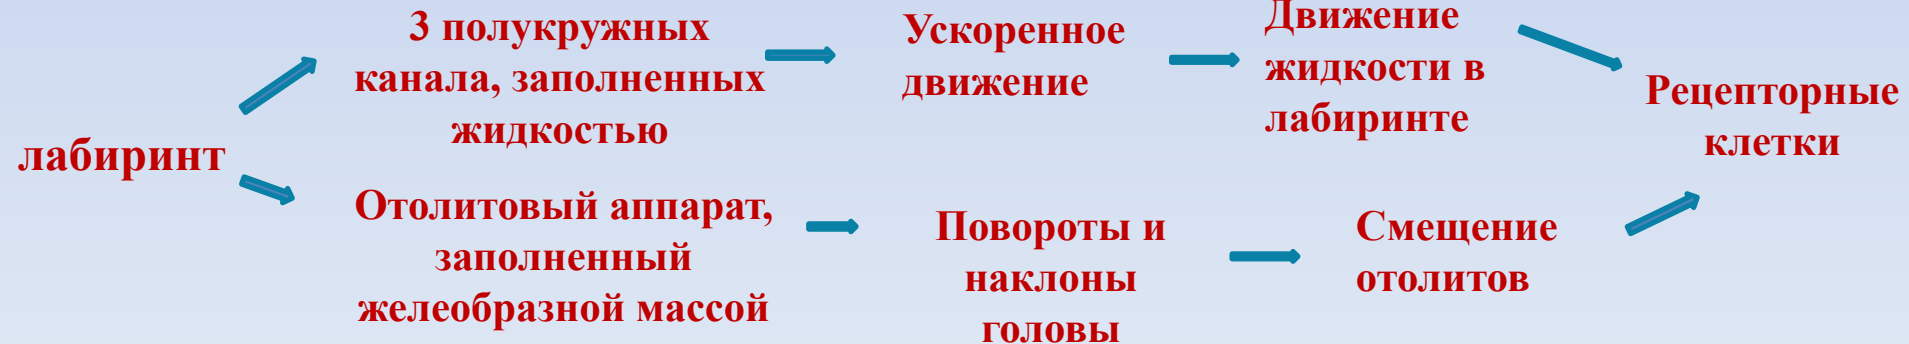 лабиринт
3 полукружных
канала, заполненных
жидкостью
Ускоренное
движение
Движение
жидкости в
лабиринте
Отолитовый аппарат,
заполненный
желеобразной массой
Повороты и
наклоны
головы
Смещение
отолитов
Рецепторные
клетки